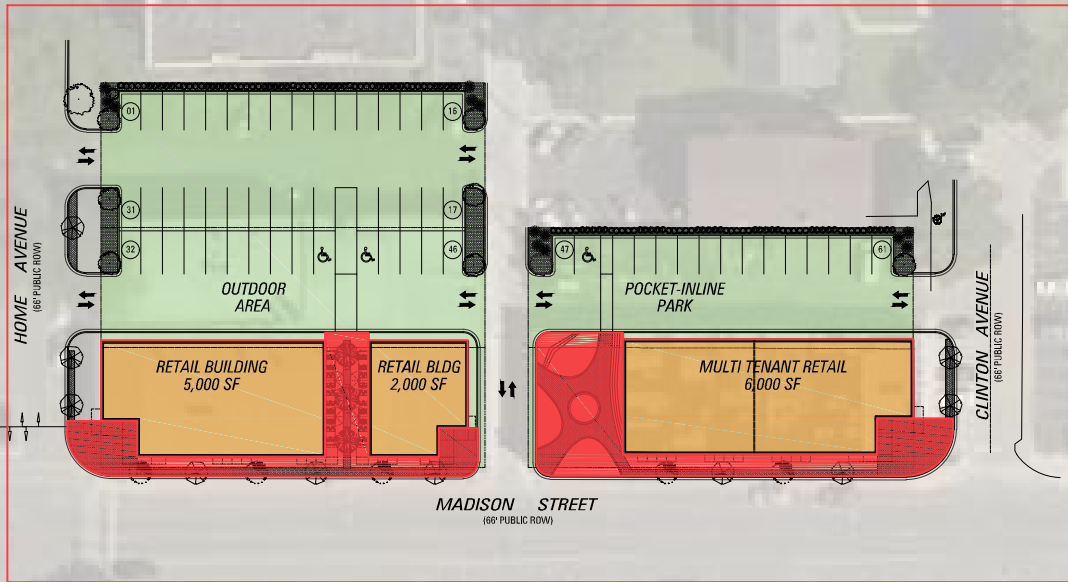 01
16
31
17
32
46
47
61
HOME AVENUE
(66' PUBLIC ROW)
OUTDOOR
AREA
POCKET-INLINE
PARK
CLINTON AVENUE
(66' PUBLIC ROW)
RETAIL BUILDING
5,000 SF
RETAIL BLDG
2,000 SF
MULTI TENANT RETAIL
6,000 SF
MADISON STREET
(66' PUBLIC ROW)